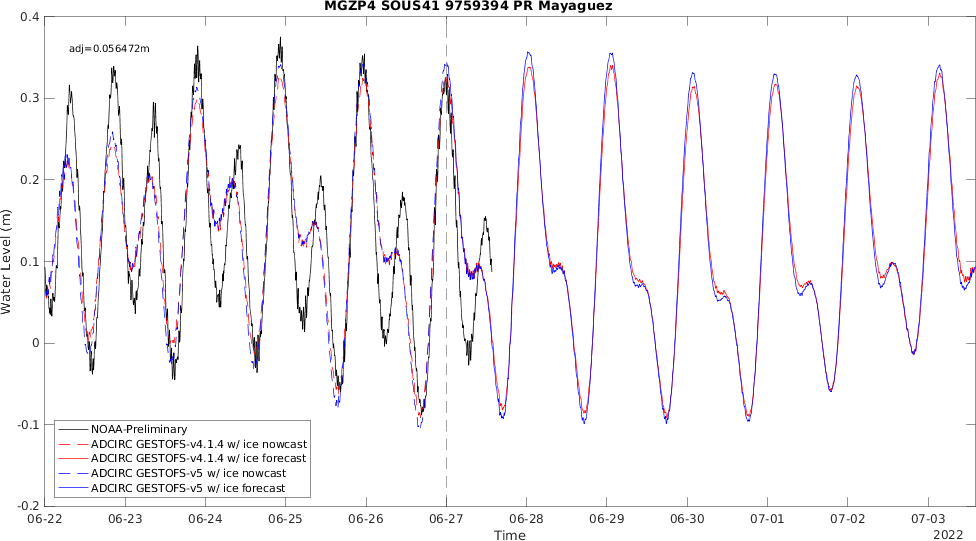 MGZP4 SOUS41 9759394 PR Mayaguez
adj=0.056472m
0.4
0.3
0.2
0.1
0
-0.1
-0.2
Water Level (m)
NOAA-Preliminary
ADCIRC GESTOFS-v4.1.4 w/ ice nowcast
ADCIRC GESTOFS-v4.1.4 w/ ice forecast
ADCIRC GESTOFS-v5 w/ ice nowcast
ADCIRC GESTOFS-v5 w/ ice forecast
06-22 06-23 06-24 06-25 06-26 06-27 06-28 06-29 06-30 07-01 07-02 07-03
Time
2022